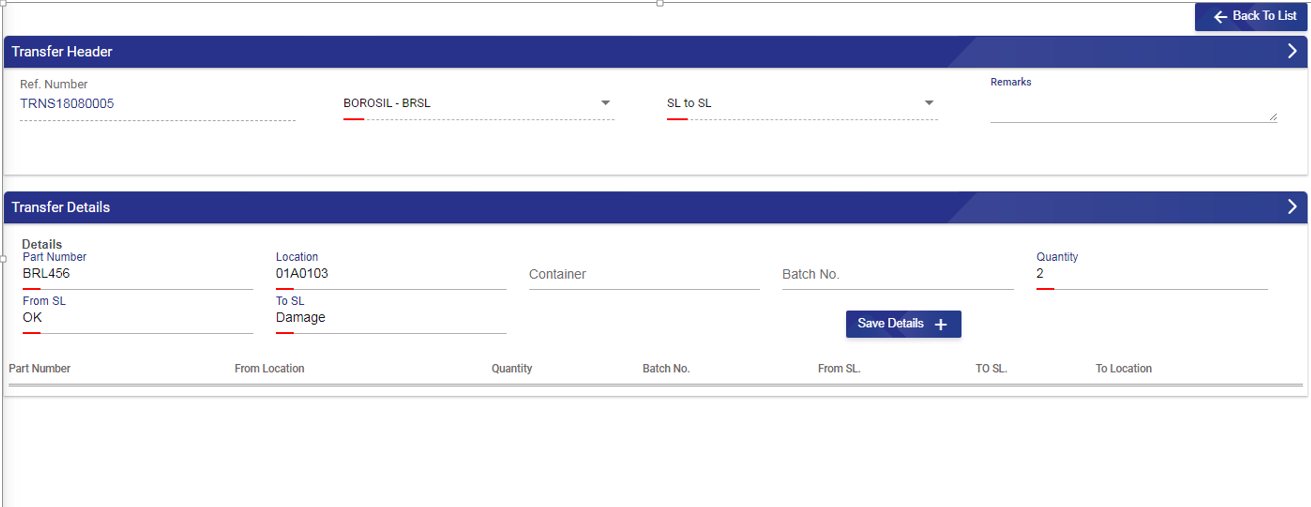 Back To List
Transfer Header
Ref. Number
TRNS18080005
BOROSIL - BRSL
SL to SL
Remarks
Transfer Details
Details
Part Number
BRL456
Location
01A0103
Container
Batch No.
Quantity
2
From SL
OK
To SL
Damage
Save Details +
Part Number From Location Quantity Batch No. From SL. TO SL. To Location